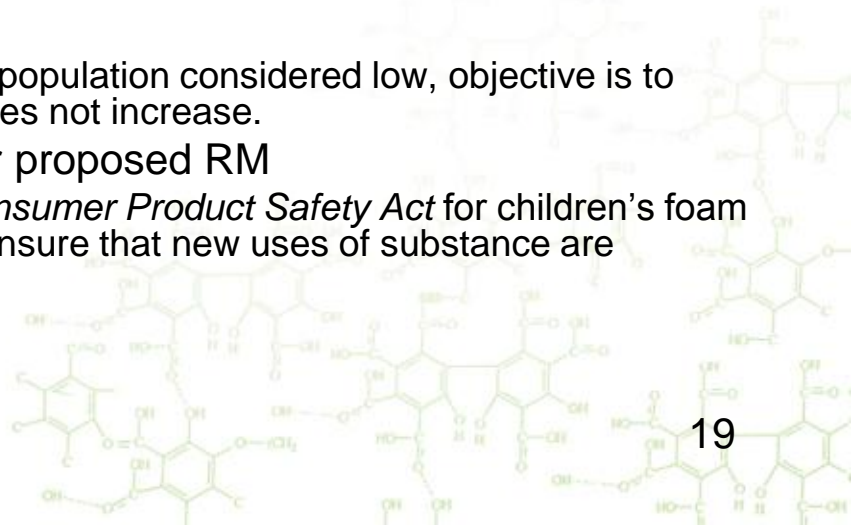 population considered low, objective is to
es not increase.
proposed RM
nsumer Product Safety Act for children's foam
nsure that new uses of substance are
19